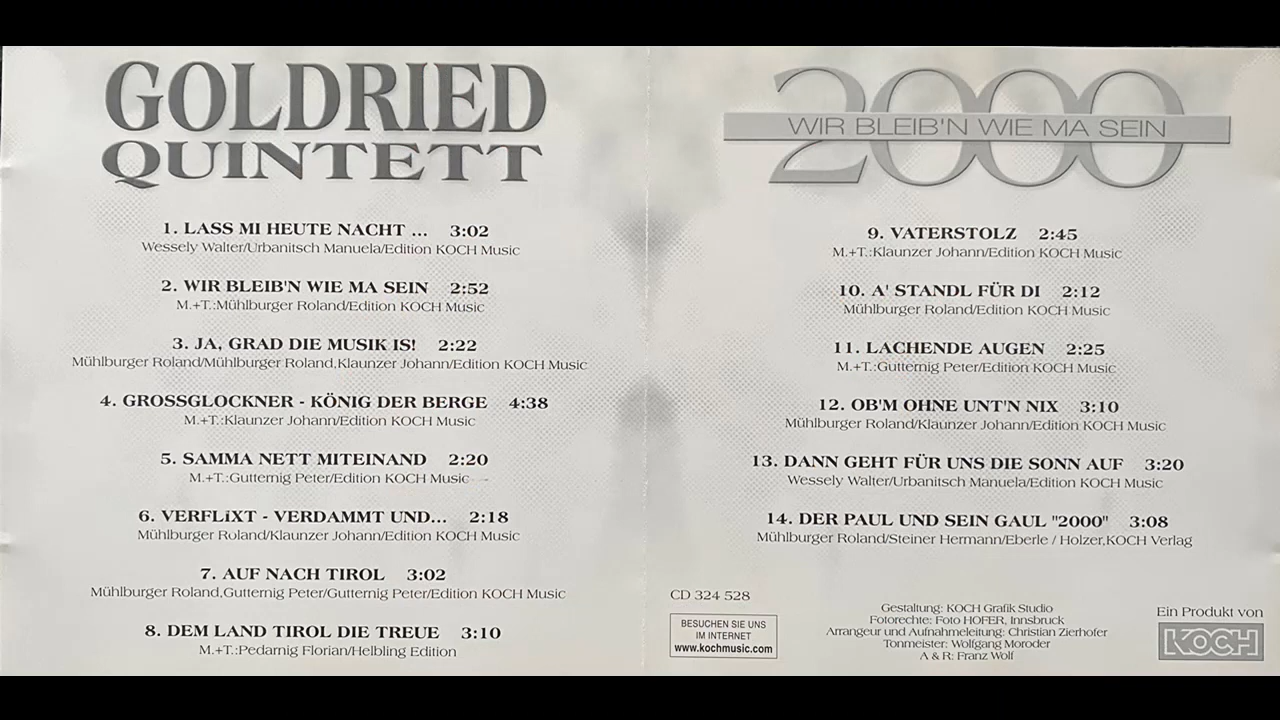 GOLDRIED
QUINTETT
1. LASS MI HEUTE NACHT ... 3:02
Wessely Walter/Urbanitsch Manuela/Edition KOCH Music
2. WIR BLEIB'N WIE MA SEIN 2:52
M.+T.:Mühlburger Roland/Edition KOCH Music
3. JA, GRAD DIE MUSIK IS! 2:22
Mühlburger Roland/Mühlburger Roland,Klaunzer Johann/Edition KOCH Music
4. GROSSGLOCKNER - KÖNIG DER BERGE 4:38
M.+T.:Klaunzer Johann/Edition KOCH Music
5. SAMMA NETT MITEINAND 2:20
M.+T.:Gutternig Peter/Edition KOCH Music
6. VERFLiXT - VERDAMMT UND... 2:18
Mühlburger Roland/Klaunzer Johann/Edition KOCH Music
7. AUF NACH TIROL 3:02
Mühlburger Roland,Gutternig Peter/Gutternig Peter/Edition KOCH Music
8. DEM LAND TIROL DIE TREUE 3:10
M.+T.:Pedarnig Florian/Helbling Edition
2000
WIR BLEIB'N WIE MA SEIN
9. VATERSTOLZ 2:45
M.+T.:Klaunzer Johann/Edition KOCH Music
10. A' STANDL FÜR DI 2:12
Mühlburger Roland/Edition KOCH Music
11. LACHENDE AUGEN 2:25
M.+T.:Gutternig Peter/Edition KOCH Music
12. OB'M OHNE UNT'N NIX 3:10
Mühlburger Roland/Klaunzer Johann/Edition KOCH Music
13. DANN GEHT FÜR UNS DIE SONN AUF 3:20
Wessely Walter/Urbanitsch Manuela/Edition KOCH Music
14. DER PAUL UND SEIN GAUL "2000" 3:08
Mühlburger Roland/Steiner Hermann/Eberle / Holzer,KOCH Verlag
CD 324 528
BESUCHEN SIE UNS
IM INTERNET
www.kochmusic.com
Gestaltung: KOCH Grafik Studio
Fotorechte: Foto HOFER, Innsbruck
Arrangeur und Aufnahmeleitung: Christian Zierhofer
Tonmeister: Wolfgang Moroder
A & R: Franz Wolf
Ein Produkt von
KOCH